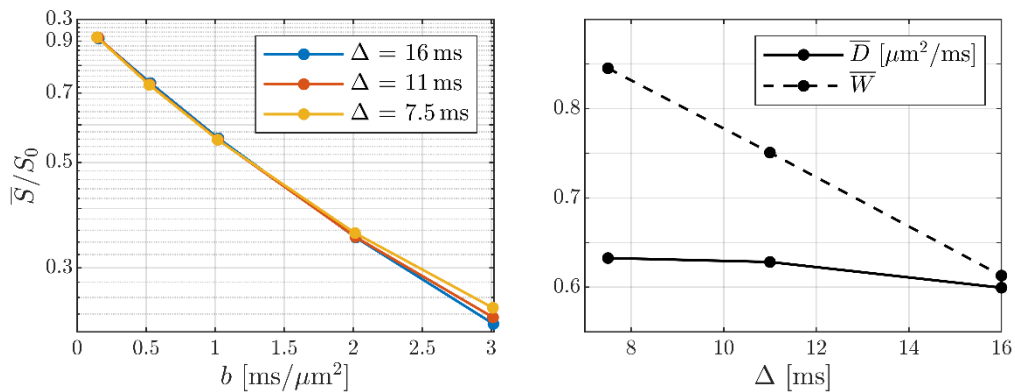 0.3
0.9
0.7
0.5
0.3
S̅/S₀
Δ = 16 ms
Δ = 11 ms
Δ = 7.5 ms
0 0.5 1 1.5 2 2.5 3
b [ms/μm²]
0.8
0.7
0.6
D̅ [μm²/ms]
W̅
8 10 12 14 16
Δ [ms]